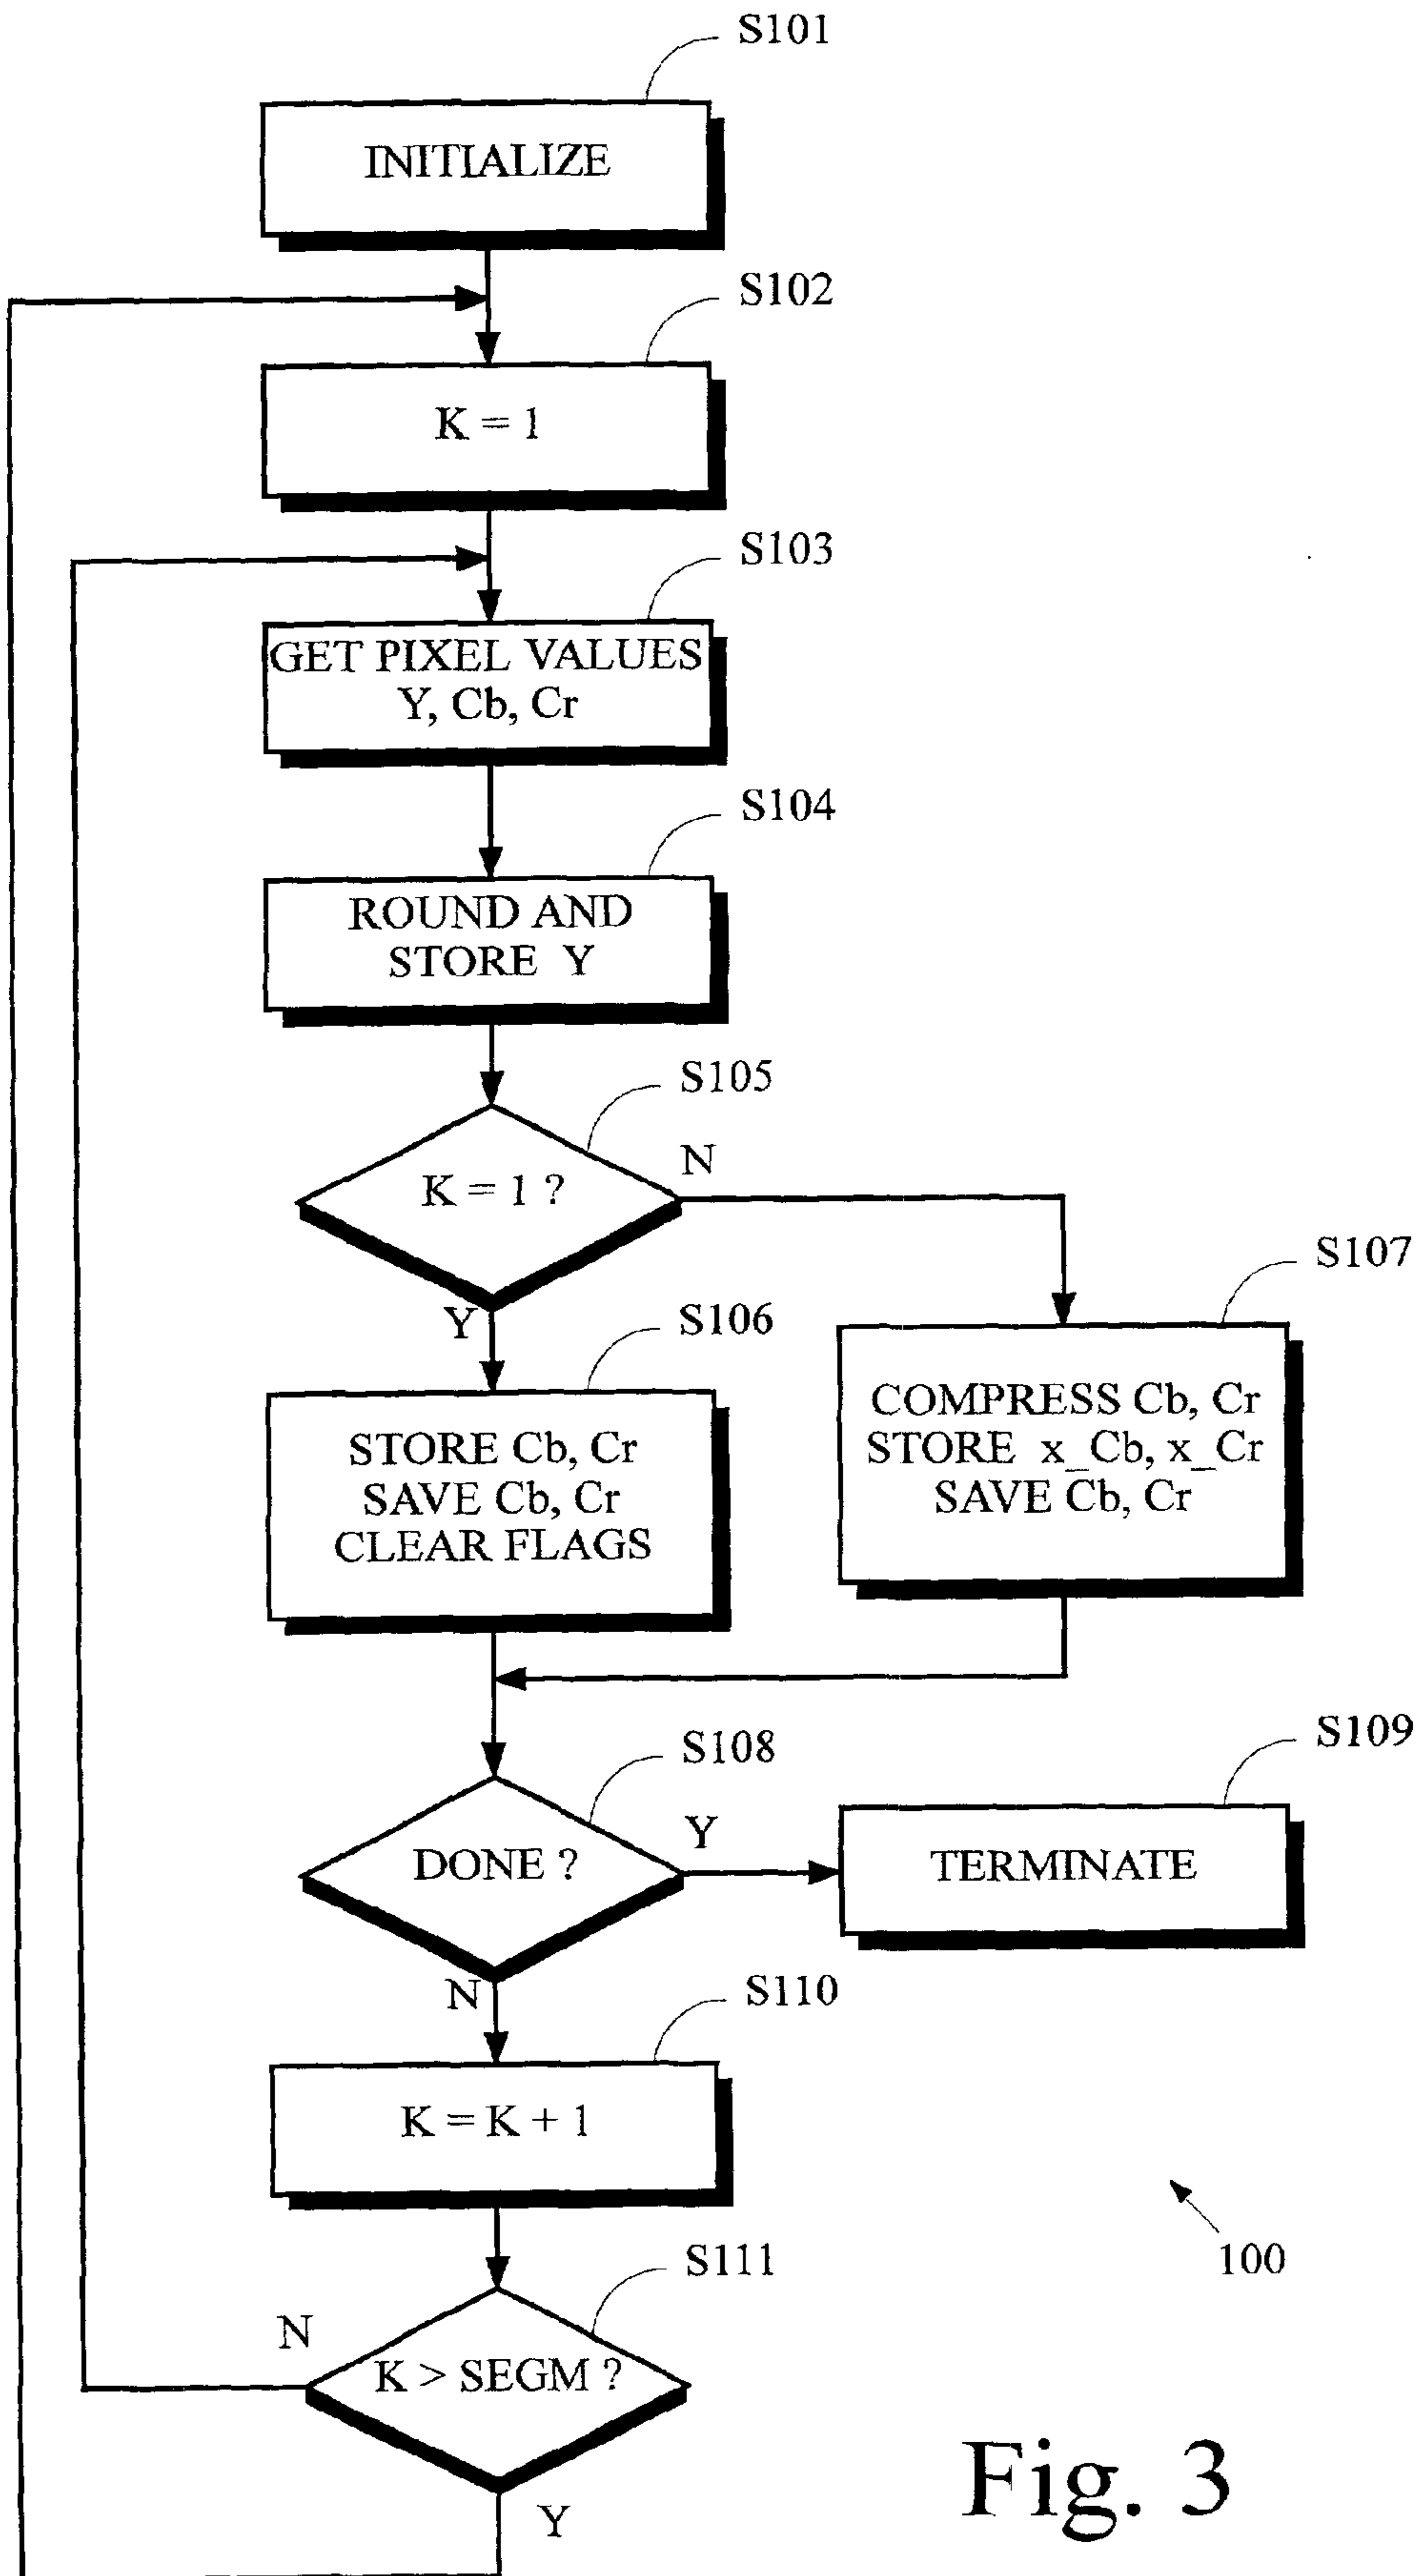 S101
INITIALIZE
S102
K = 1
S103
GET PIXEL VALUES
Y, Cb, Cr
S104
ROUND AND
STORE Y
S105
K = 1 ?
N
Y
S106
STORE Cb, Cr
SAVE Cb, Cr
CLEAR FLAGS
S107
COMPRESS Cb, Cr
STORE x_Cb, x_Cr
SAVE Cb, Cr
S108
DONE ?
Y
S109
TERMINATE
N
S110
K = K + 1
S111
N
K > SEGM ?
Y
100
Fig. 3